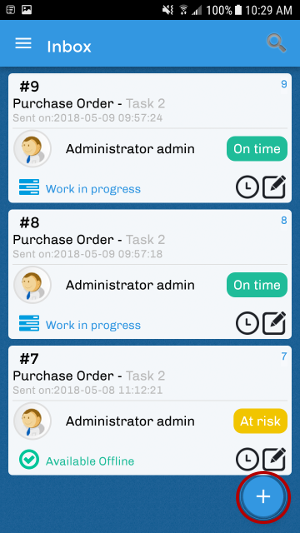 100% 10:29 AM
Inbox
#9 9
Purchase Order - Task 2
Sent on:2018-05-09 09:57:24
Administrator admin On time
Work in progress
#8 8
Purchase Order - Task 2
Sent on:2018-05-09 09:57:18
Administrator admin On time
Work in progress
#7 7
Purchase Order - Task 2
Sent on:2018-05-08 11:12:21
Administrator admin At risk
Available Offline
+